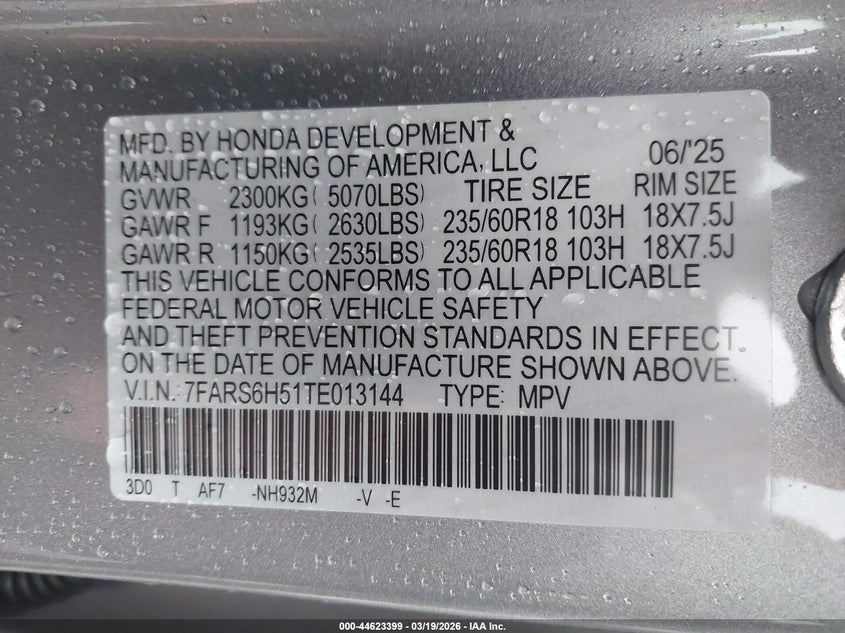 MFD. BY HONDA DEVELOPMENT &
MANUFACTURING OF AMERICA, LLC 06/'25
GVWR 2300KG( 5070LBS) TIRE SIZE RIM SIZE
GAWR F 1193KG( 2630LBS) 235/60R18 103H 18X7.5J
GAWR R 1150KG( 2535LBS) 235/60R18 103H 18X7.5J
THIS VEHICLE CONFORMS TO ALL APPLICABLE
FEDERAL MOTOR VEHICLE SAFETY
AND THEFT PREVENTION STANDARDS IN EFFECT.
ON THE DATE OF MANUFACTURE SHOWN ABOVE.
V.I.N.: 7FARS6H51TE013144 TYPE: MPV
3D0 T AF7 -NH932M -V -E
000-44623399 | 03/19/2026 - IAA Inc.